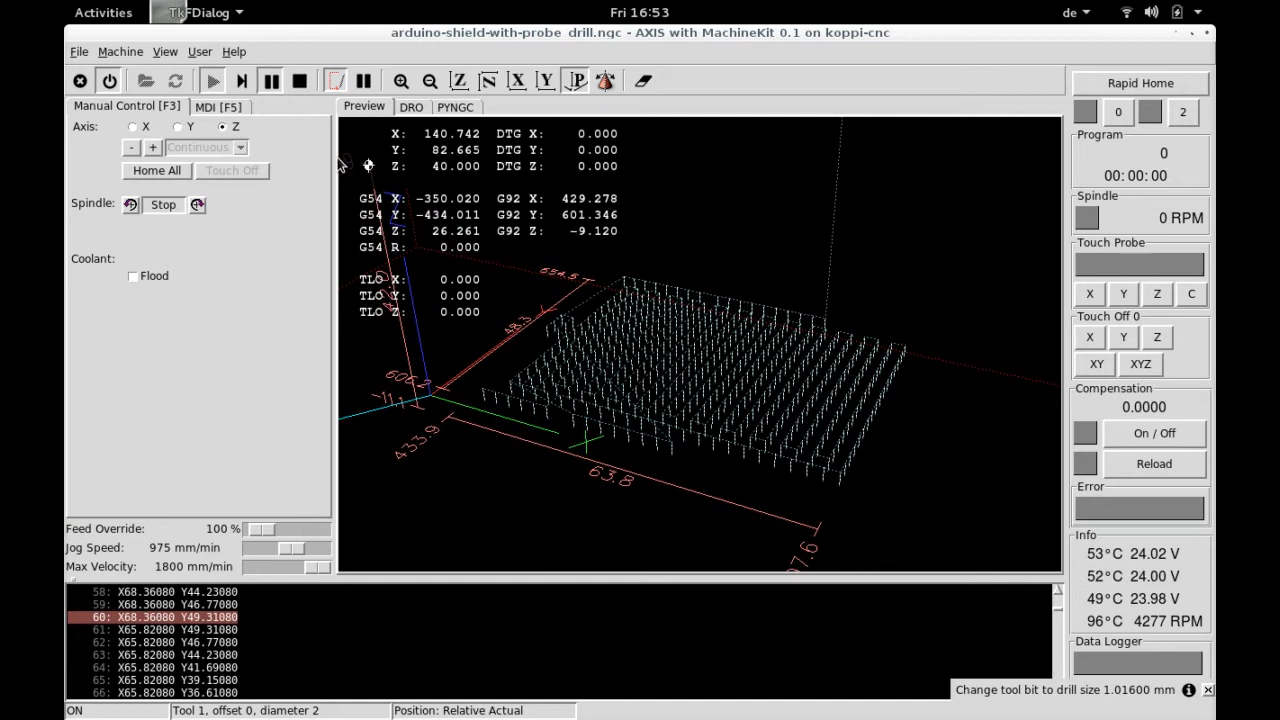 Activities TkFDialog Fri 16:53 de
arduino-shield-with-probe_drill.ngc - AXIS with MachineKit 0.1 on koppi-cnc
File Machine View User Help
Manual Control [F3] MDI [F5]
Axis: X Y Z
- + Continuous
Home All Touch Off
Spindle: Stop
Coolant:
Flood
Feed Override: 100 %
Jog Speed: 975 mm/min
Max Velocity: 1800 mm/min
Preview DRO PYNGC
X: 140.742 DTG X: 0.000
Y: 82.665 DTG Y: 0.000
Z: 40.000 DTG Z: 0.000
G54 X: -350.020 G92 X: 429.278
G54 Y: -434.011 G92 Y: 601.346
G54 Z: 26.261 G92 Z: -9.120
G54 R: 0.000
TLO X: 0.000
TLO Y: 0.000
TLO Z: 0.000
654.5
48.3
606.2
-11.1
433.9
63.8
Rapid Home
0 2
Program
0
00:00:00
Spindle
0 RPM
Touch Probe
X Y Z C
Touch Off 0
X Y Z
XY XYZ
Compensation
0.0000
On / Off
Reload
Error
Info
53°C 24.02 V
52°C 24.00 V
49°C 23.98 V
96°C 4277 RPM
Data Logger
58: X68.36080 Y44.23080
59: X68.36080 Y46.77080
60: X68.36080 Y49.31080
61: X65.82080 Y49.31080
62: X65.82080 Y46.77080
63: X65.82080 Y44.23080
64: X65.82080 Y41.69080
65: X65.82080 Y39.15080
66: X65.82080 Y36.61080
Change tool bit to drill size 1.01600 mm
ON Tool 1, offset 0, diameter 2 Position: Relative Actual